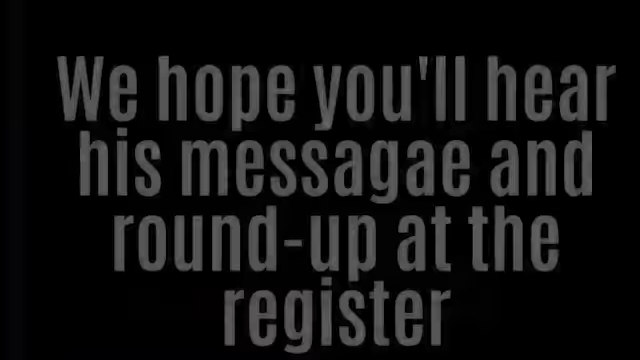 We hope you'll hear
his messagae and
round-up at the
register